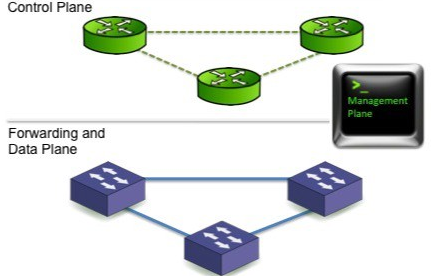 Control Plane
>_
Management
Plane
Forwarding and
Data Plane